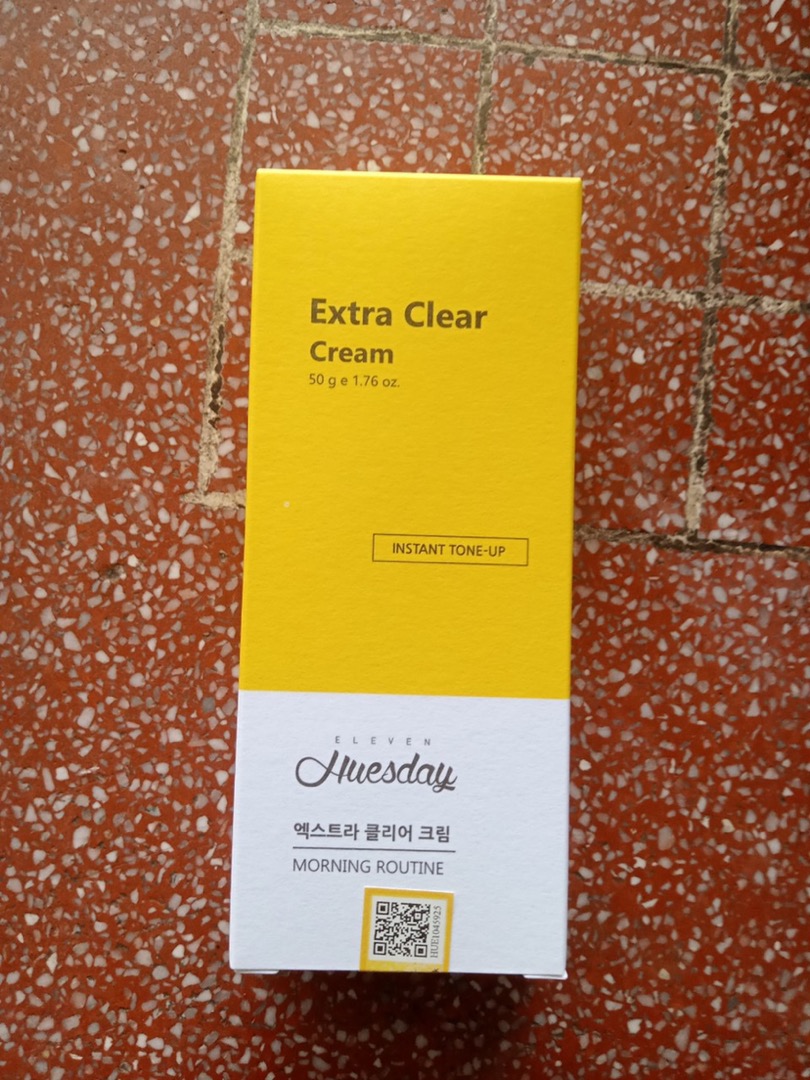 Extra Clear
Cream
50 g e 1.76 oz.
INSTANT TONE-UP
ELEVEN
Huesday
엑스트라 클리어 크림
MORNING ROUTINE
HUE1045925